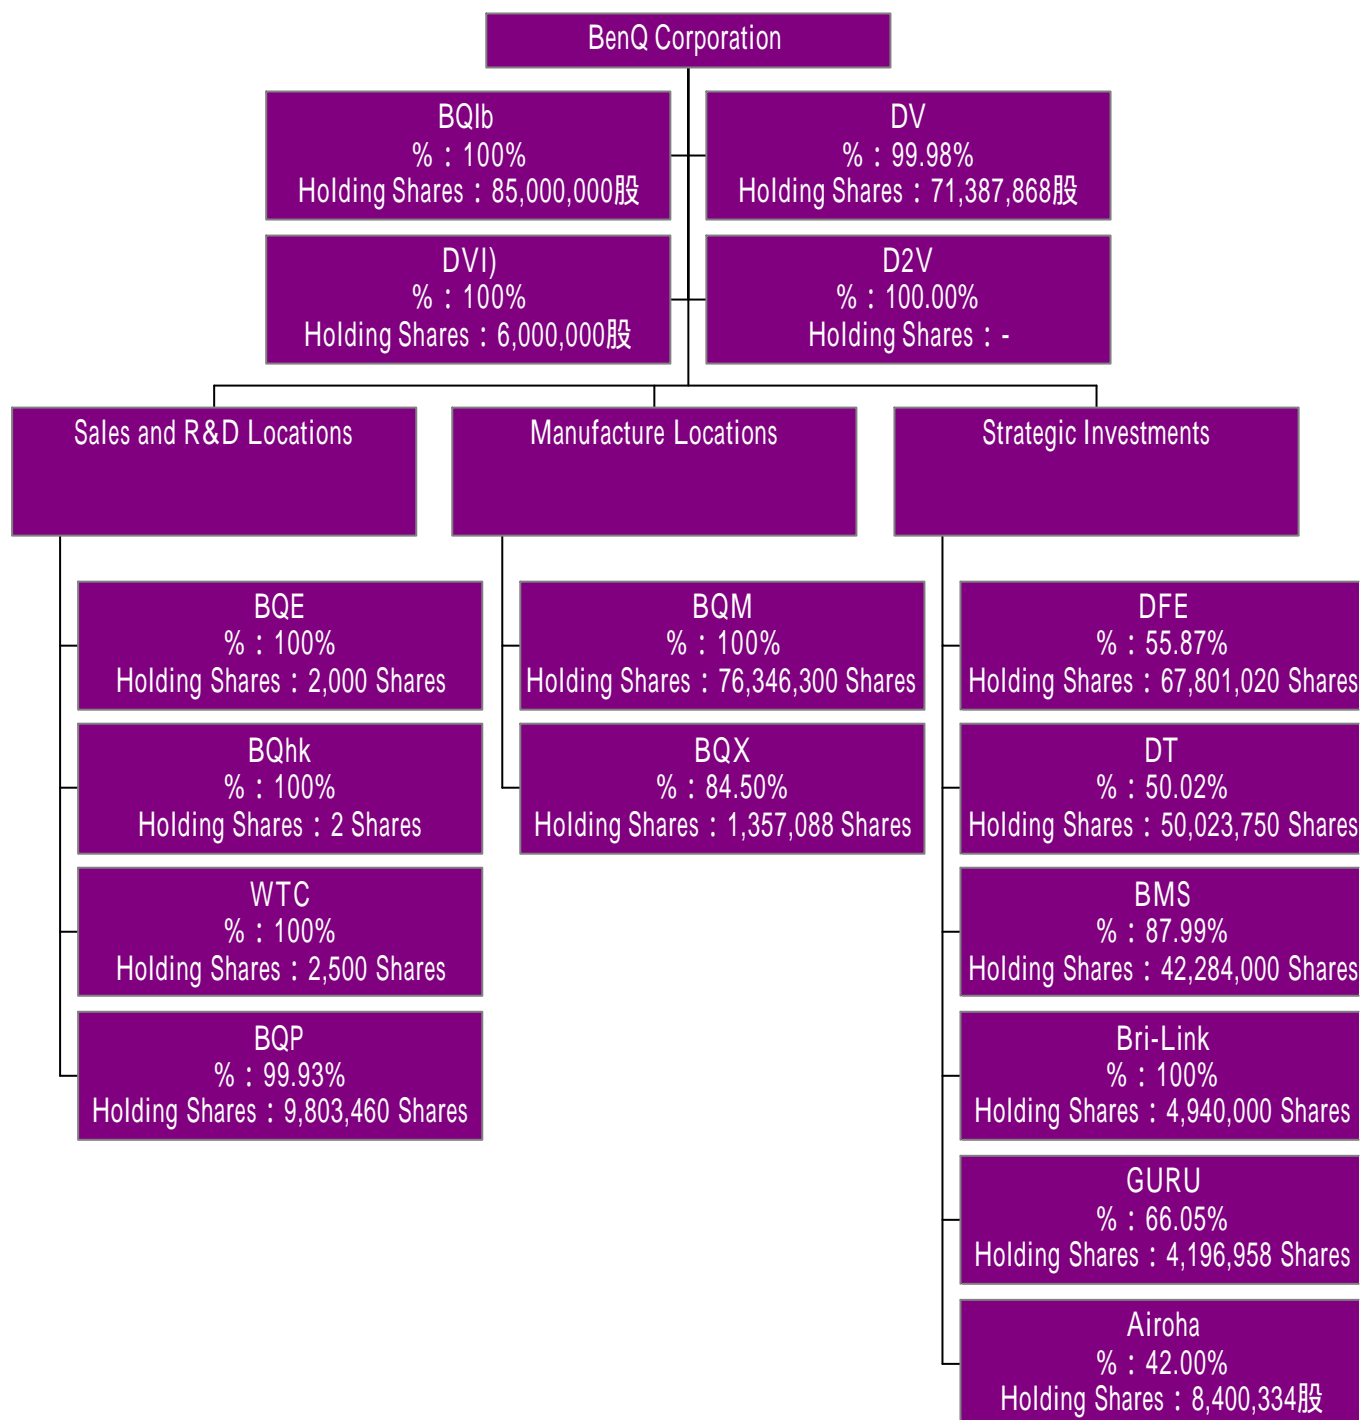 BenQ Corporation
BQlb
%：100%
Holding Shares：85,000,000股
DV
%：99.98%
Holding Shares：71,387,868股
DVI)
%：100%
Holding Shares：6,000,000股
D2V
%：100.00%
Holding Shares：-
Sales and R&D Locations
Manufacture Locations
Strategic Investments
BQE
%：100%
Holding Shares：2,000 Shares
BQhk
%：100%
Holding Shares：2 Shares
WTC
%：100%
Holding Shares：2,500 Shares
BQP
%：99.93%
Holding Shares：9,803,460 Shares
BQM
%：100%
Holding Shares：76,346,300 Shares
BQX
%：84.50%
Holding Shares：1,357,088 Shares
DFE
%：55.87%
Holding Shares：67,801,020 Shares
DT
%：50.02%
Holding Shares：50,023,750 Shares
BMS
%：87.99%
Holding Shares：42,284,000 Shares
Bri-Link
%：100%
Holding Shares：4,940,000 Shares
GURU
%：66.05%
Holding Shares：4,196,958 Shares
Airoha
%：42.00%
Holding Shares：8,400,334股